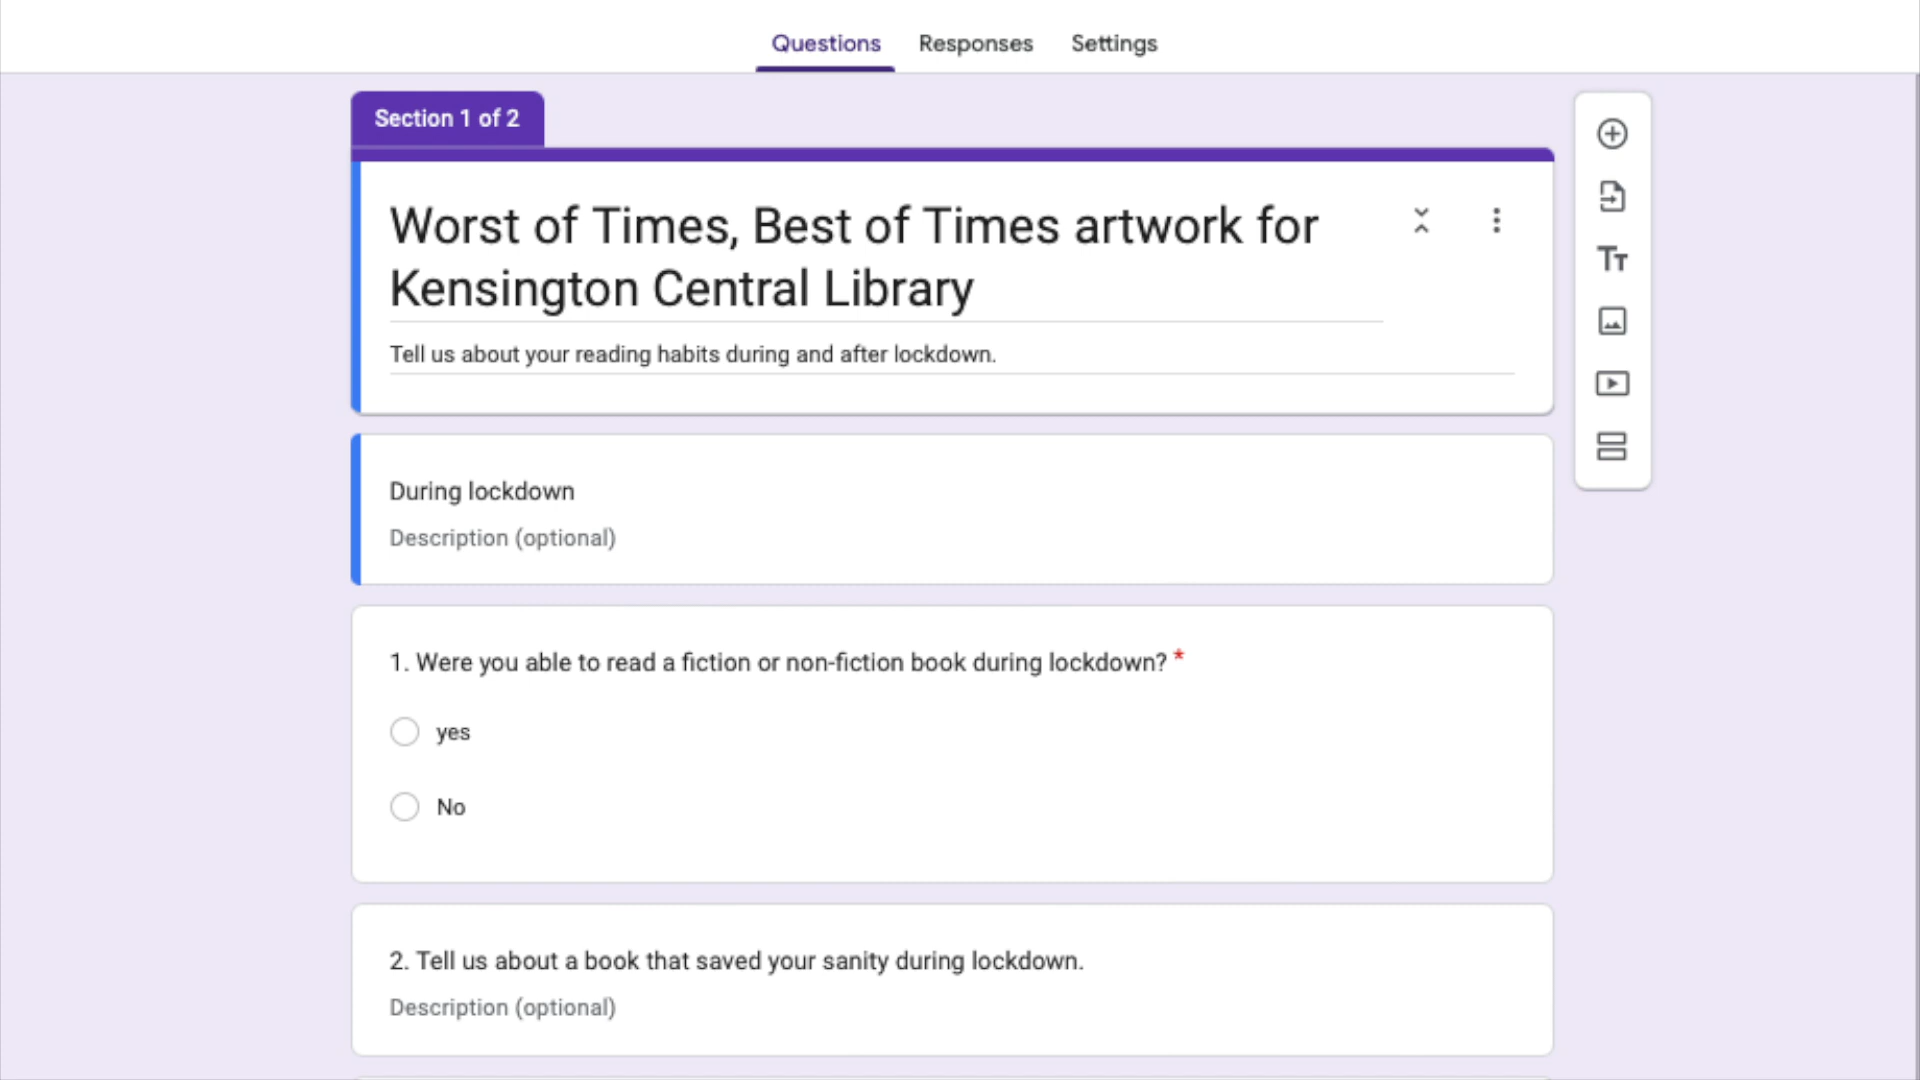 Questions Responses Settings
Section 1 of 2
Worst of Times, Best of Times artwork for
Kensington Central Library
Tell us about your reading habits during and after lockdown.
During lockdown
Description (optional)
1. Were you able to read a fiction or non-fiction book during lockdown? *
yes
No
2. Tell us about a book that saved your sanity during lockdown.
Description (optional)